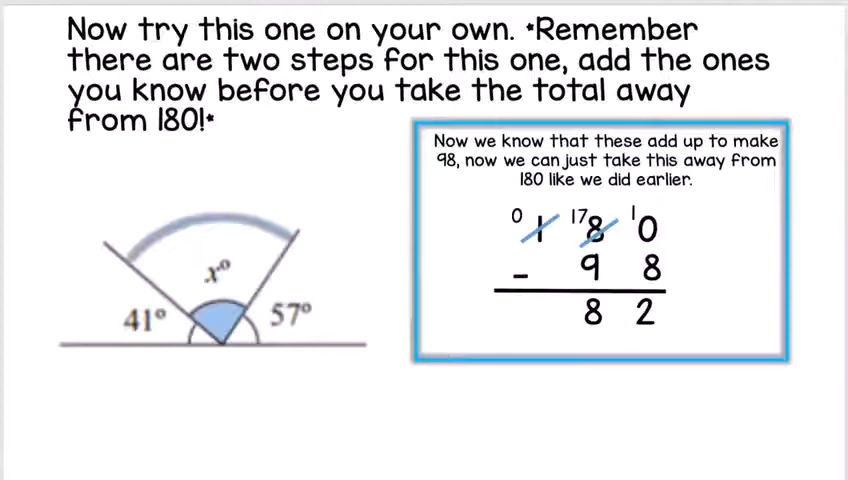 Now try this one on your own. *Remember
there are two steps for this one, add the ones
you know before you take the total away
from 180!*
Now we know that these add up to make
98, now we can just take this away from
180 like we did earlier.
0 1 17 8 1 0
- 9 8
8 2
x°
41° 57°